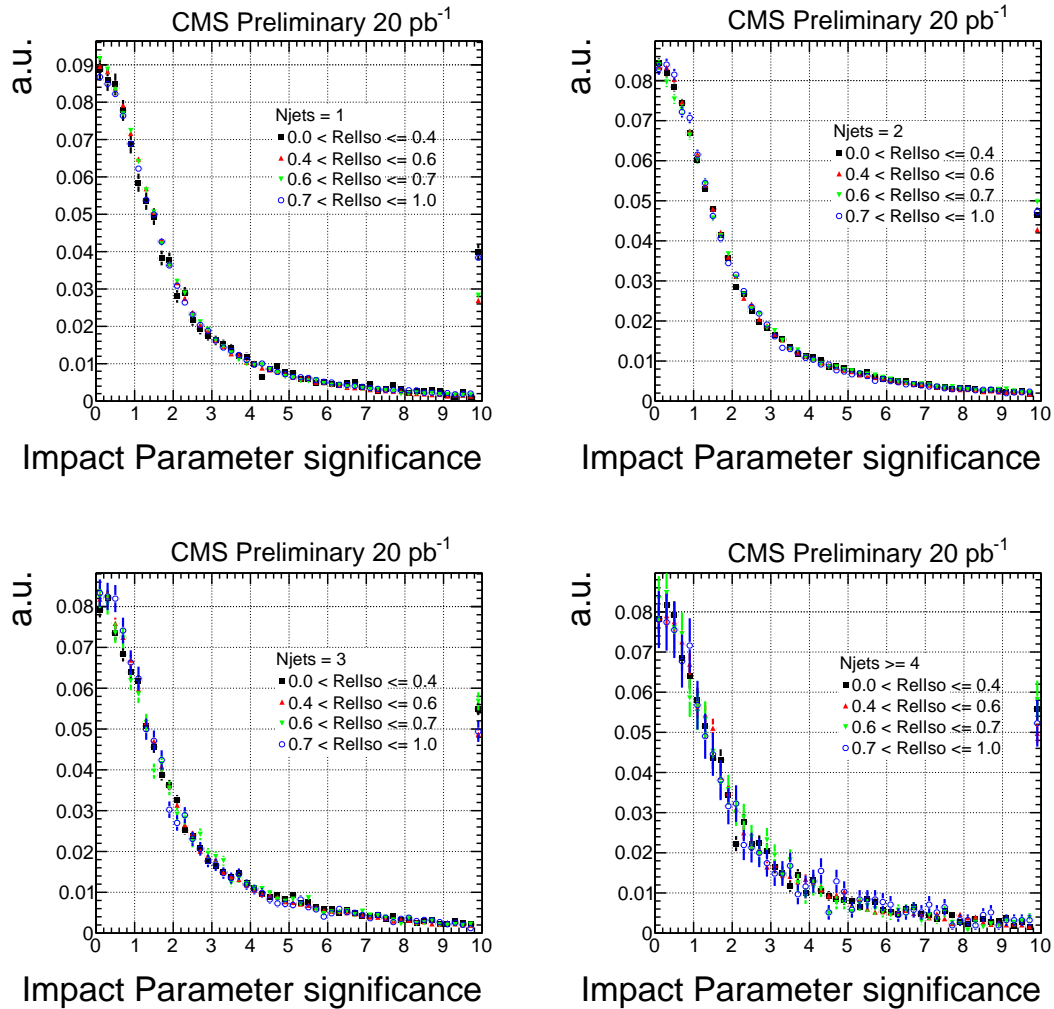 CMS Preliminary 20 pb-1
a.u.
0.09
0.08
0.07
0.06
0.05
0.04
0.03
0.02
0.01
0
Njets = 1
0.0 < RelIso <= 0.4
0.4 < RelIso <= 0.6
0.6 < RelIso <= 0.7
0.7 < RelIso <= 1.0
0 1 2 3 4 5 6 7 8 9 10
Impact Parameter significance
CMS Preliminary 20 pb-1
a.u.
0.08
0.07
0.06
0.05
0.04
0.03
0.02
0.01
0
Njets = 2
0.0 < RelIso <= 0.4
0.4 < RelIso <= 0.6
0.6 < RelIso <= 0.7
0.7 < RelIso <= 1.0
0 1 2 3 4 5 6 7 8 9 10
Impact Parameter significance
CMS Preliminary 20 pb-1
a.u.
0.08
0.07
0.06
0.05
0.04
0.03
0.02
0.01
0
Njets = 3
0.0 < RelIso <= 0.4
0.4 < RelIso <= 0.6
0.6 < RelIso <= 0.7
0.7 < RelIso <= 1.0
0 1 2 3 4 5 6 7 8 9 10
Impact Parameter significance
CMS Preliminary 20 pb-1
a.u.
0.08
0.07
0.06
0.05
0.04
0.03
0.02
0.01
0
Njets >= 4
0.0 < RelIso <= 0.4
0.4 < RelIso <= 0.6
0.6 < RelIso <= 0.7
0.7 < RelIso <= 1.0
0 1 2 3 4 5 6 7 8 9 10
Impact Parameter significance